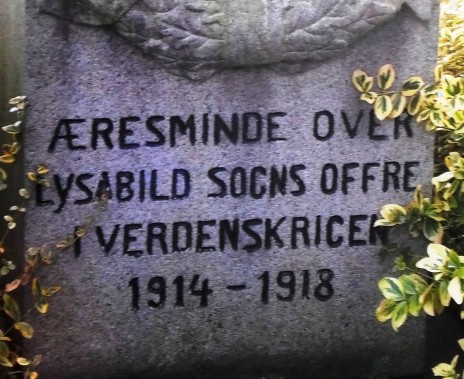 ÆRESMINDE OVER
LYSABILD SOGNS OFFRE
I VERDENSKRIGEN
1914 - 1918